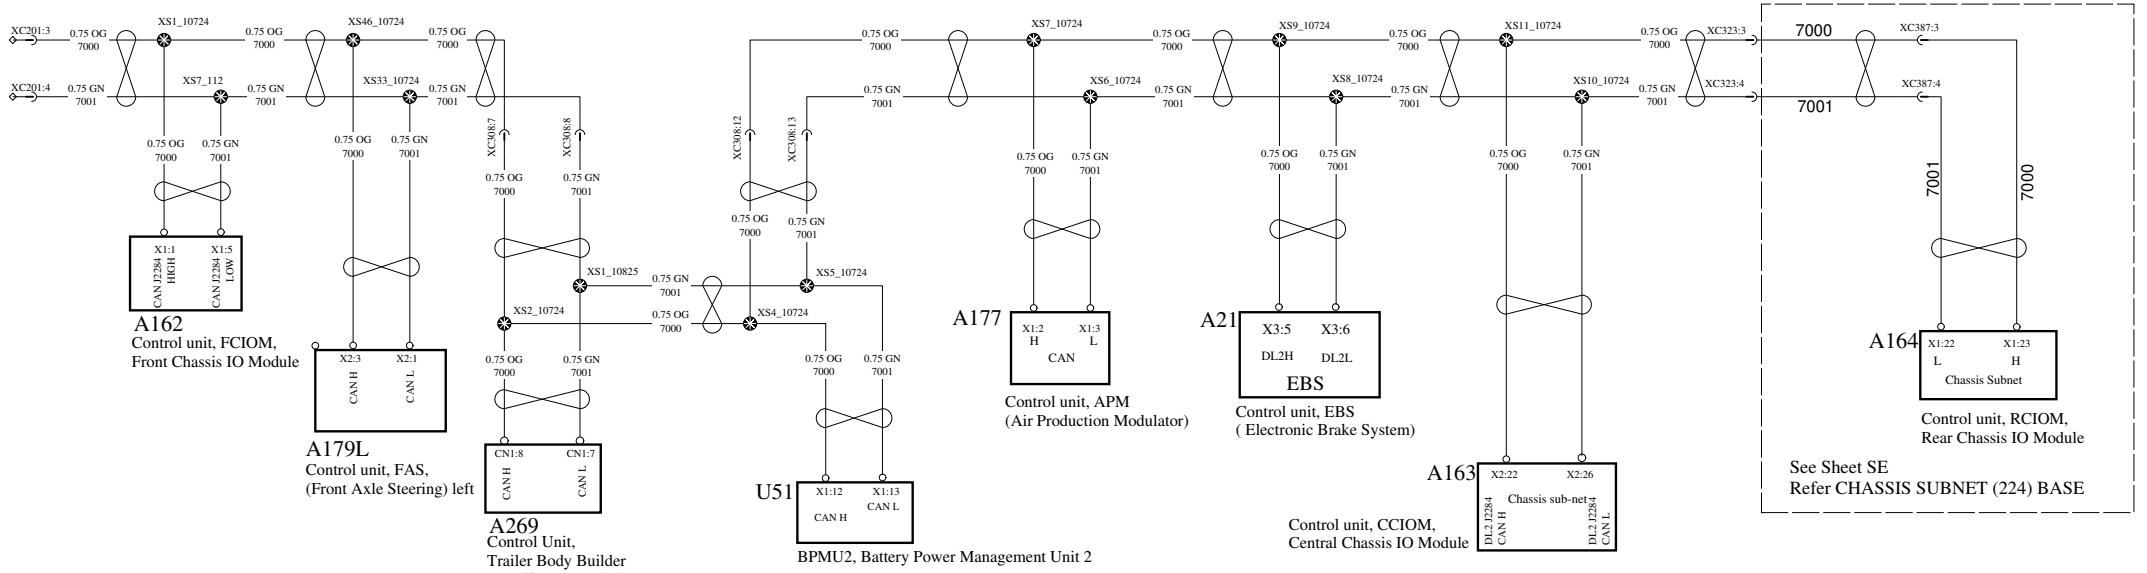 XC201:3
0.75 OG
7000
XS1_10724
0.75 OG
7000
XS46_10724
0.75 OG
7000
XC201:4
0.75 GN
7001
XS7_112
0.75 GN
7001
XS33_10724
0.75 GN
7001
0.75 OG
7000
0.75 GN
7001
X1:1
X1:5
CAN J2284
HIGH
CAN J2284
LOW
A162
Control unit, FCIOM,
Front Chassis IO Module
0.75 OG
7000
0.75 GN
7001
X2:3
X2:1
CAN H
CAN L
A179L
Control unit, FAS,
(Front Axle Steering) left
XC308:7
XC308:8
0.75 OG
7000
0.75 GN
7001
XS1_10825
XS2_10724
0.75 GN
7001
0.75 OG
7000
0.75 OG
7000
0.75 GN
7001
CN1:8
CN1:7
CAN H
CAN L
A269
Control Unit,
Trailer Body Builder
XC308:12
XC308:13
0.75 OG
7000
0.75 GN
7001
XS5_10724
XS4_10724
0.75 OG
7000
0.75 GN
7001
U51
X1:12
X1:13
CAN H
CAN L
BPMU2, Battery Power Management Unit 2
0.75 OG
7000
0.75 GN
7001
XS7_10724
XS6_10724
0.75 OG
7000
0.75 GN
7001
0.75 OG
7000
0.75 GN
7001
A177
X1:2
H
X1:3
L
CAN
Control unit, APM
(Air Production Modulator)
XS9_10724
XS8_10724
0.75 OG
7000
0.75 GN
7001
0.75 OG
7000
0.75 GN
7001
A21
X3:5
X3:6
DL2H
DL2L
EBS
Control unit, EBS
( Electronic Brake System)
XS11_10724
XS10_10724
0.75 OG
7000
0.75 GN
7001
0.75 OG
7000
0.75 GN
7001
A163
X2:22
X2:26
Chassis sub-net
DL2 J2284
CAN H
DL2 J2284
CAN L
Control unit, CCIOM,
Central Chassis IO Module
XC323:3
XC323:4
7000
7001
XC387:3
XC387:4
7001
7000
A164
X1:22
X1:23
L
H
Chassis Subnet
Control unit, RCIOM,
Rear Chassis IO Module
See Sheet SE
Refer CHASSIS SUBNET (224) BASE